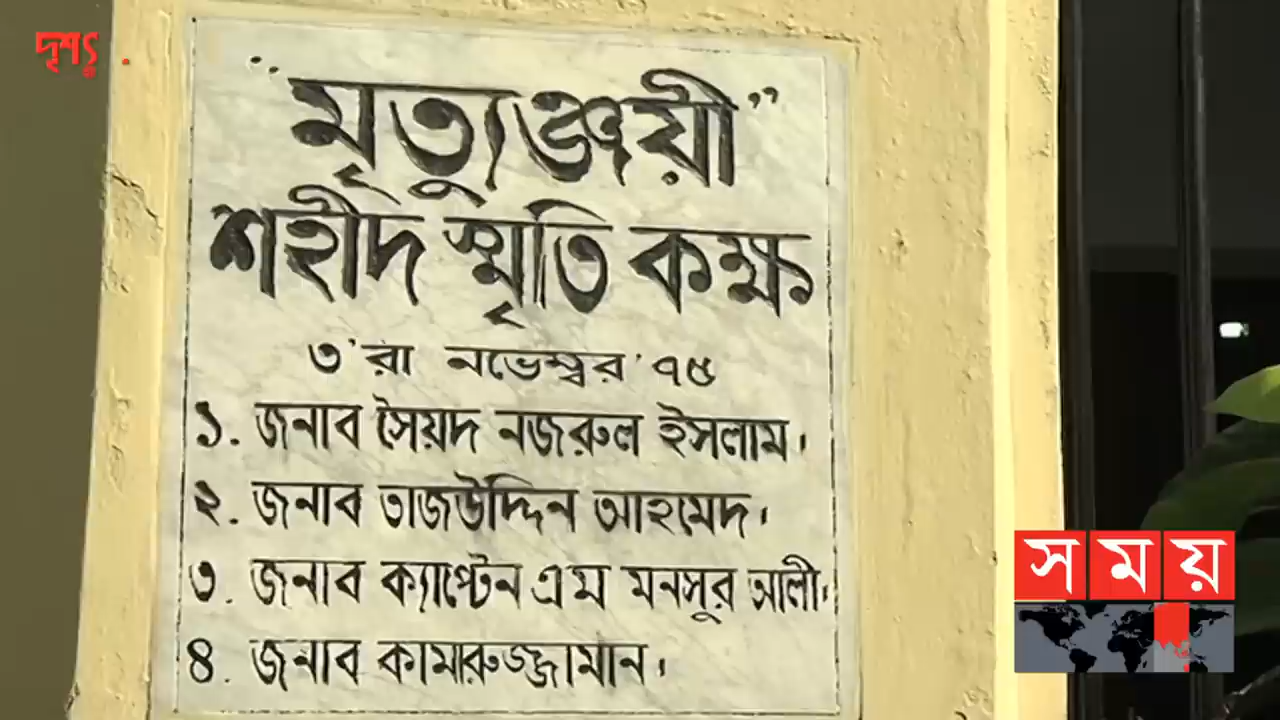 দৃশ্য
"মৃত্যুঞ্জয়ী"
শহীদ স্মৃতি কক্ষ
৩'রা নভেম্বর '৭৫
১. জনাব সৈয়দ নজরুল ইসলাম।
২. জনাব তাজউদ্দিন আহমেদ।
৩. জনাব ক্যাপ্টেন এম মনসুর আলী।
৪. জনাব কামারুজ্জামান।
সময়